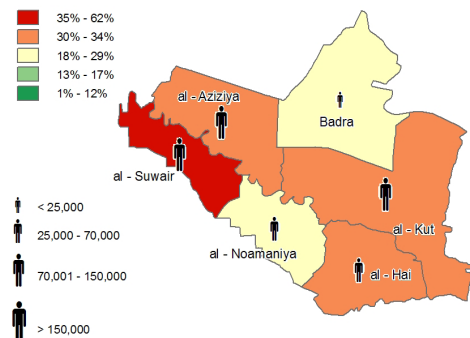 35% - 62%
30% - 34%
18% - 29%
13% - 17%
1% - 12%
al - Aziziya
Badra
al - Suwair
al - Kut
al - Noamaniya
al - Hai
< 25,000
25,000 - 70,000
70,001 - 150,000
> 150,000